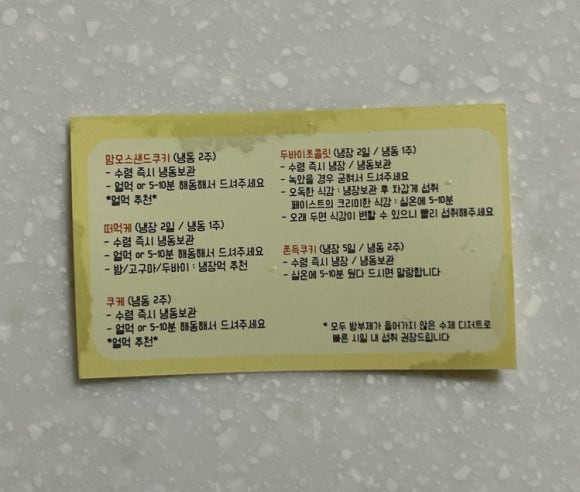 맘모스샌드쿠키 (냉동 2주)
- 수령 즉시 냉동보관
- 얼먹 or 5-10분 해동해서 드셔주세요
*얼먹 추천*
떠먹케 (냉장 2일 / 냉동 1주)
- 수령 즉시 냉동보관
- 얼먹 or 5-10분 해동해서 드셔주세요
- 밤/고구마/두바이 : 냉장먹 추천
쿠케 (냉동 2주)
- 수령 즉시 냉동보관
- 얼먹 or 5-10분 해동해서 드셔주세요
*얼먹 추천*
두바이초콜릿 (냉장 2일 / 냉동 1주)
- 수령 즉시 냉장 / 냉동보관
- 녹았을 경우 굳혀서 드셔주세요
- 오독한 식감 : 냉장보관 후 차갑게 섭취
페이스트의 크리미한 식감 : 실온에 5-10분
- 오래 두면 식감이 변할 수 있으니 빨리 섭취해주세요
쫀득쿠키 (냉장 5일 / 냉동 2주)
- 수령 즉시 냉장 / 냉동보관
- 실온에 5-10분 뒀다 드시면 말랑합니다
* 모두 방부제가 들어가지 않은 수제 디저트로
빠른 시일 내 섭취 권장드립니다